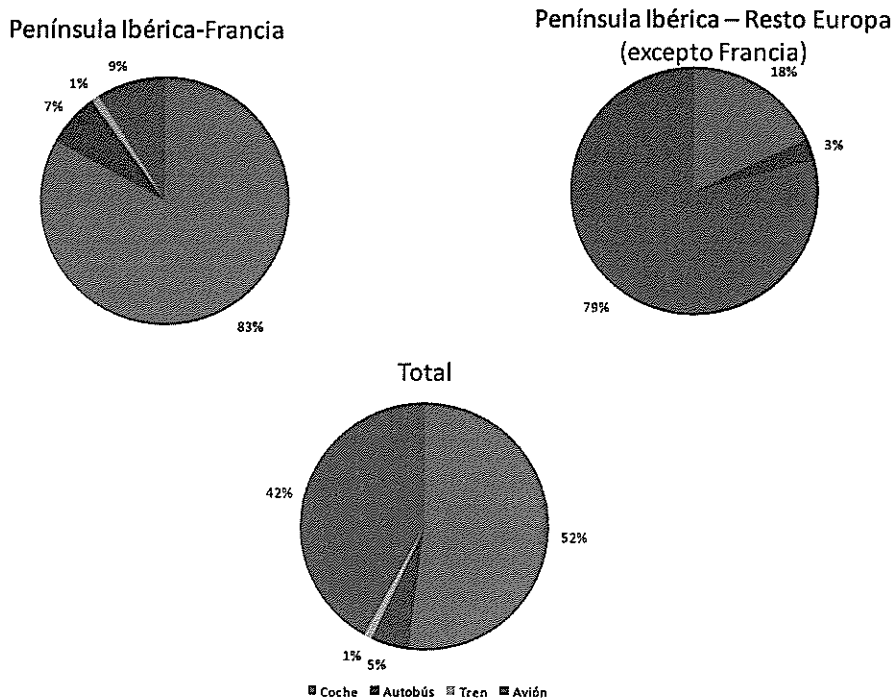 Península Ibérica-Francia
9%
1%
7%
83%
Península Ibérica – Resto Europa
(excepto Francia)
18%
3%
79%
Total
42%
52%
1%
5%
Coche Autobús Tren Avión